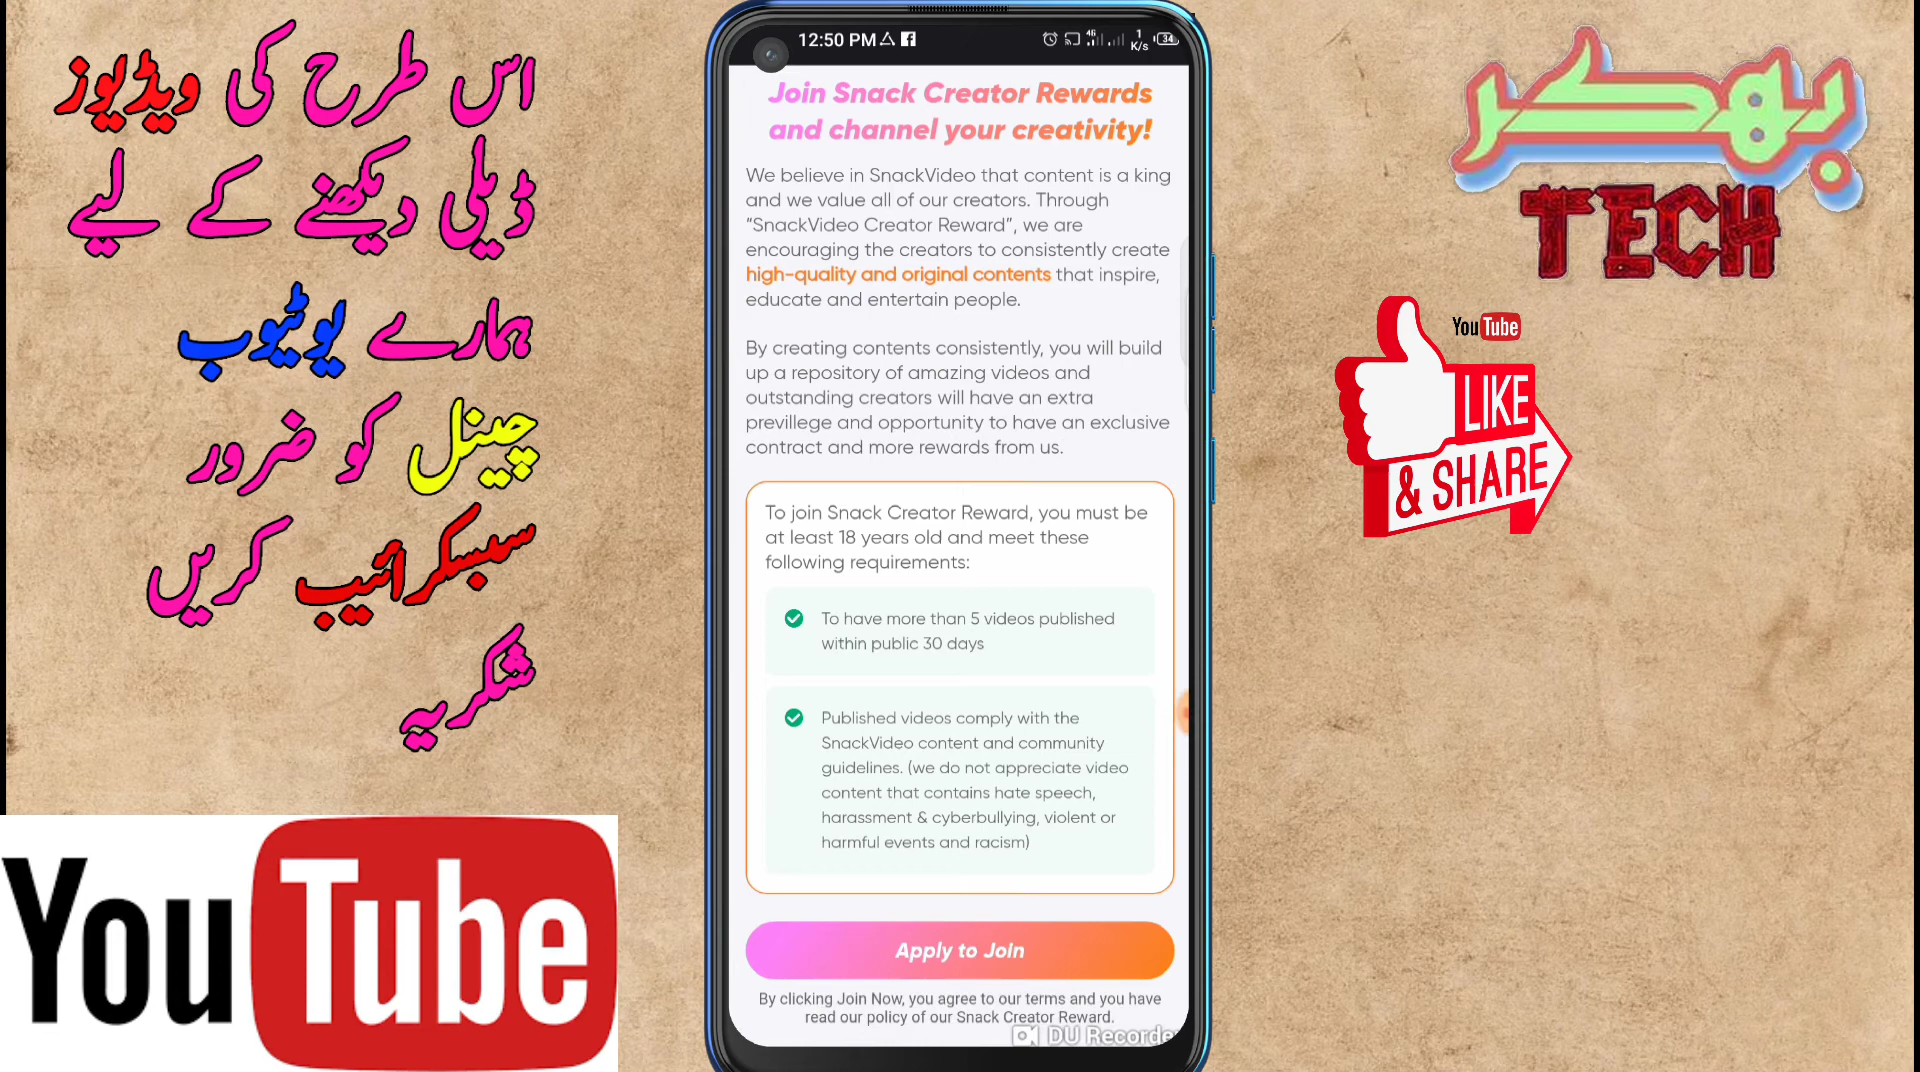 اس طرح کی ویڈیوز
ڈیلی دیکھنے کے لیے
ہمارے یوٹیوب
چینل کو ضرور
سبسکرائیب کریں
شکریہ
YouTube
12:50 PM
4G
1
K/s
34
Join Snack Creator Rewards
and channel your creativity!
We believe in SnackVideo that content is a king
and we value all of our creators. Through
“SnackVideo Creator Reward”, we are
encouraging the creators to consistently create
high-quality and original contents that inspire,
educate and entertain people.
By creating contents consistently, you will build
up a repository of amazing videos and
outstanding creators will have an extra
previllege and opportunity to have an exclusive
contract and more rewards from us.
To join Snack Creator Reward, you must be
at least 18 years old and meet these
following requirements:
To have more than 5 videos published
within public 30 days
Published videos comply with the
SnackVideo content and community
guidelines. (we do not appreciate video
content that contains hate speech,
harassment & cyberbullying, violent or
harmful events and racism)
Apply to Join
By clicking Join Now, you agree to our terms and you have
read our policy of our Snack Creator Reward.
DU Recorder
بھکر
TECH
YouTube
LIKE
& SHARE